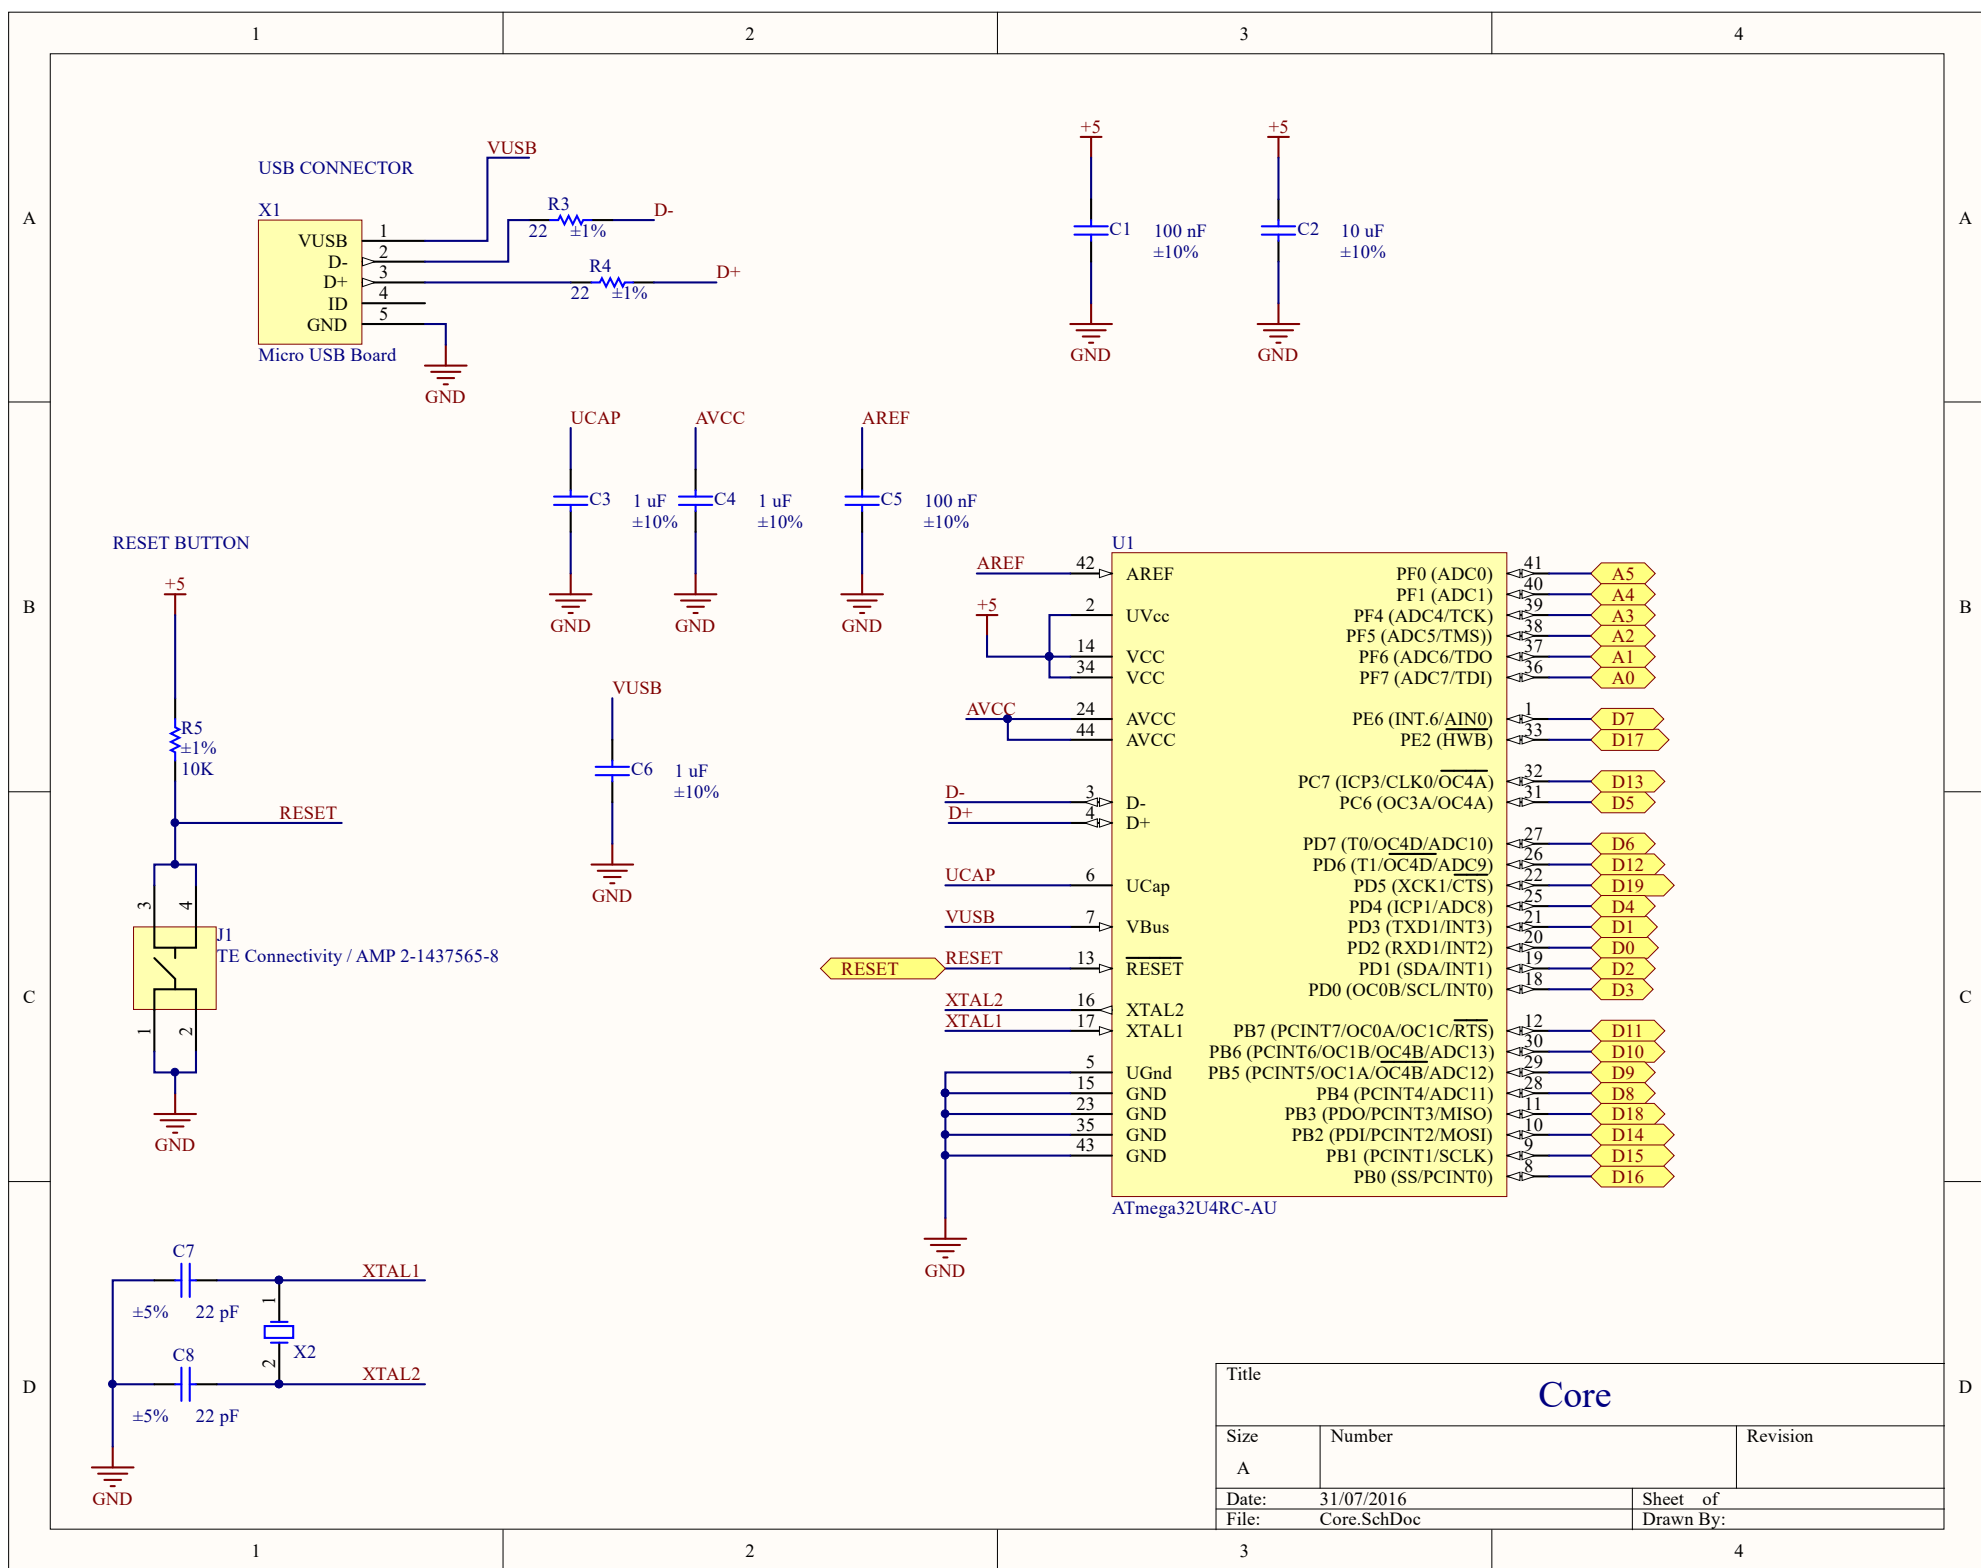 1 2 3 4
A A
B B
C C
D D
1 2 3 4
USB CONNECTOR
VUSB
X1
VUSB 1
D- 2
D+ 3
ID 4
GND 5
Micro USB Board
GND
R3
22 ±1%
D-
R4
22 ±1%
D+
+5
C1 100 nF
±10%
GND
+5
C2 10 uF
±10%
GND
UCAP
C3 1 uF
±10%
GND
AVCC
C4 1 uF
±10%
GND
AREF
C5 100 nF
±10%
GND
RESET BUTTON
+5
R5
±1%
10K
RESET
3 4
J1
TE Connectivity / AMP 2-1437565-8
1 2
GND
VUSB
C6 1 uF
±10%
GND
C7
±5% 22 pF
XTAL1
1
X2
2
C8
±5% 22 pF
XTAL2
GND
U1
AREF 42 AREF
+5
2 UVcc
14 VCC
34 VCC
AVCC 24 AVCC
44 AVCC
D- 3 D-
D+ 4 D+
UCAP 6 UCap
VUSB 7 VBus
RESET RESET 13 RESET
XTAL2 16 XTAL2
XTAL1 17 XTAL1
5 UGnd
15 GND
23 GND
35 GND
43 GND
GND
PF0 (ADC0) 41 A5
PF1 (ADC1) 40 A4
PF4 (ADC4/TCK) 39 A3
PF5 (ADC5/TMS)) 38 A2
PF6 (ADC6/TDO 37 A1
PF7 (ADC7/TDI) 36 A0
PE6 (INT.6/AIN0) 1 D7
PE2 (HWB) 33 D17
PC7 (ICP3/CLK0/OC4A) 32 D13
PC6 (OC3A/OC4A) 31 D5
PD7 (T0/OC4D/ADC10) 27 D6
PD6 (T1/OC4D/ADC9) 26 D12
PD5 (XCK1/CTS) 22 D19
PD4 (ICP1/ADC8) 25 D4
PD3 (TXD1/INT3) 21 D1
PD2 (RXD1/INT2) 20 D0
PD1 (SDA/INT1) 19 D2
PD0 (OC0B/SCL/INT0) 18 D3
PB7 (PCINT7/OC0A/OC1C/RTS) 12 D11
PB6 (PCINT6/OC1B/OC4B/ADC13) 30 D10
PB5 (PCINT5/OC1A/OC4B/ADC12) 29 D9
PB4 (PCINT4/ADC11) 28 D8
PB3 (PDO/PCINT3/MISO) 11 D18
PB2 (PDI/PCINT2/MOSI) 10 D14
PB1 (PCINT1/SCLK) 9 D15
PB0 (SS/PCINT0) 8 D16
ATmega32U4RC-AU
Title
Core
Size Number Revision
A
Date: 31/07/2016 Sheet of
File: Core.SchDoc Drawn By: